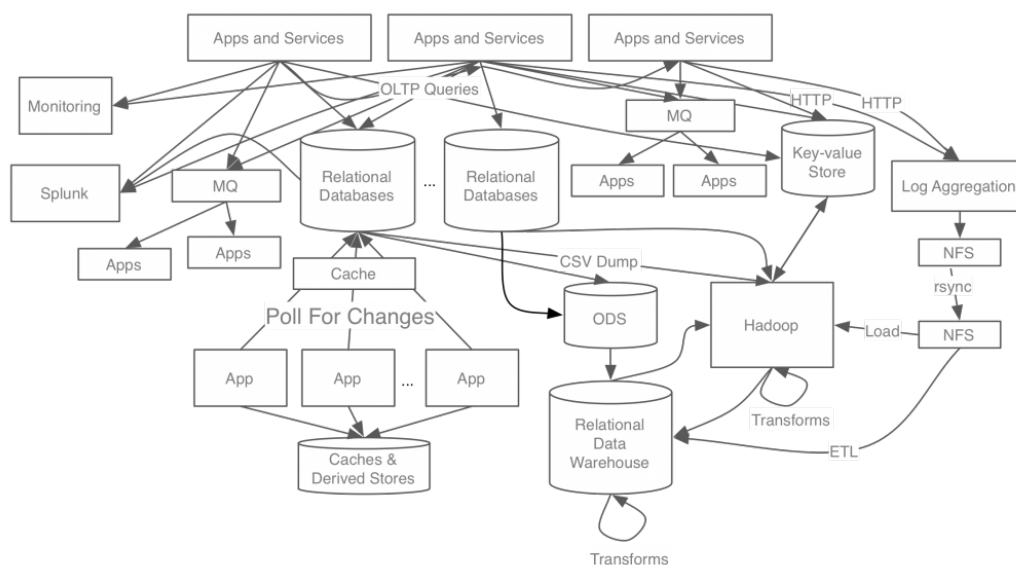 Apps and Services
Apps and Services
Apps and Services
Monitoring
OLTP Queries
MQ
HTTP
HTTP
Splunk
MQ
Relational
Databases
...
Relational
Databases
Apps
Apps
Key-value
Store
Log Aggregation
Apps
Apps
Cache
CSV Dump
NFS
rsync
Poll For Changes
ODS
Hadoop
Load
NFS
App
App
...
App
Transforms
Relational
Data
Warehouse
ETL
Caches &
Derived Stores
Transforms